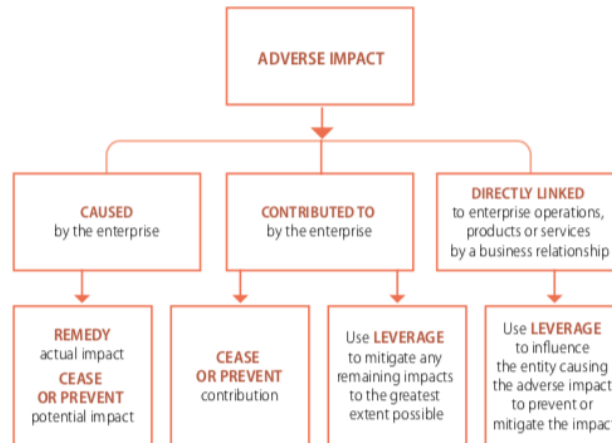 ADVERSE IMPACT
CAUSED
by the enterprise
CONTRIBUTED TO
by the enterprise
DIRECTLY LINKED
to enterprise operations,
products or services
by a business relationship
REMEDY
actual impact
CEASE
OR PREVENT
potential impact
CEASE
OR PREVENT
contribution
Use LEVERAGE
to mitigate any
remaining impacts
to the greatest
extent possible
Use LEVERAGE
to influence
the entity causing
the adverse impact
to prevent or
mitigate the impact